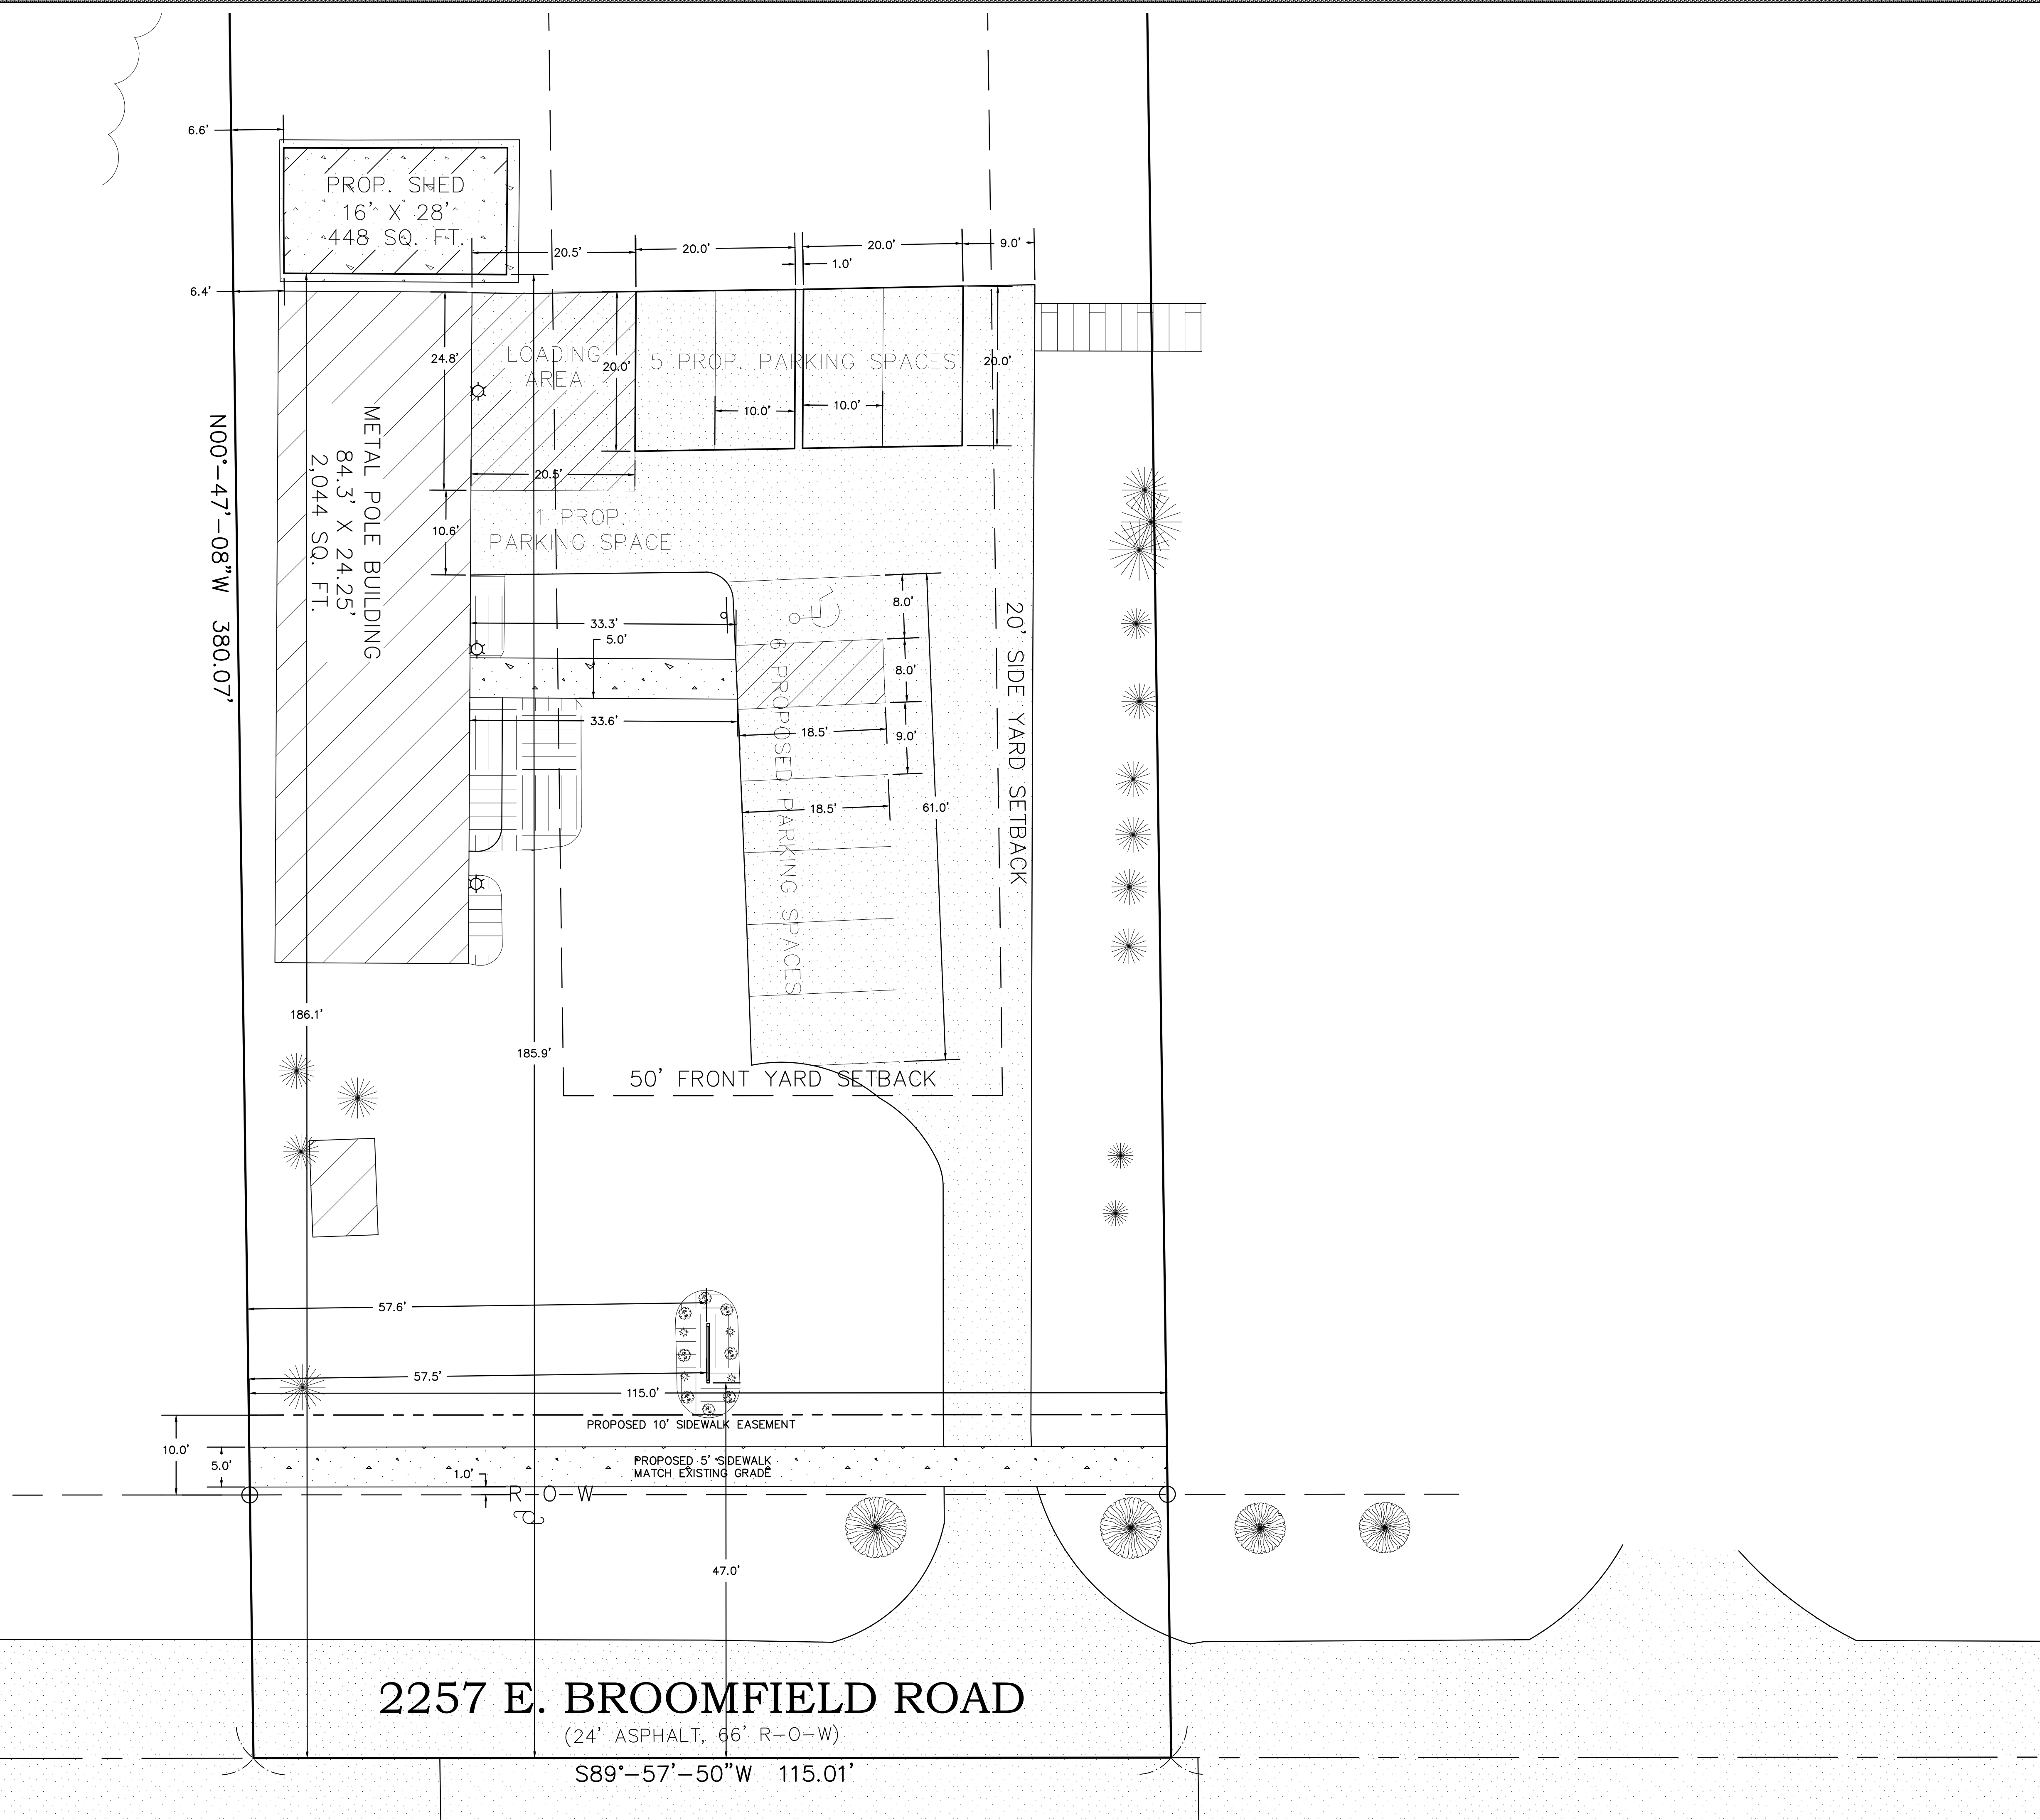 6.6'
PROP. SHED
16' X 28'
448 SQ. FT.
20.5'
20.0'
20.0'
9.0'
1.0'
6.4'
24.8'
LOADING
AREA
20.0'
5 PROP. PARKING SPACES
20.0'
10.0'
10.0'
20.5'
METAL POLE BUILDING
84.3' X 24.25'
2,044 SQ. FT.
N00°-47'-08"W 380.07'
10.6'
1 PROP.
PARKING SPACE
33.3'
5.0'
33.6'
8.0'
8.0'
9.0'
18.5'
18.5'
61.0'
6 PROPOSED PARKING SPACES
20' SIDE YARD SETBACK
186.1'
185.9'
50' FRONT YARD SETBACK
57.6'
57.5'
115.0'
PROPOSED 10' SIDEWALK EASEMENT
10.0'
5.0'
PROPOSED 5' SIDEWALK
MATCH EXISTING GRADE
1.0'
R-O-W
47.0'
2257 E. BROOMFIELD ROAD
(24' ASPHALT, 66' R-O-W)
S89°-57'-50"W 115.01'